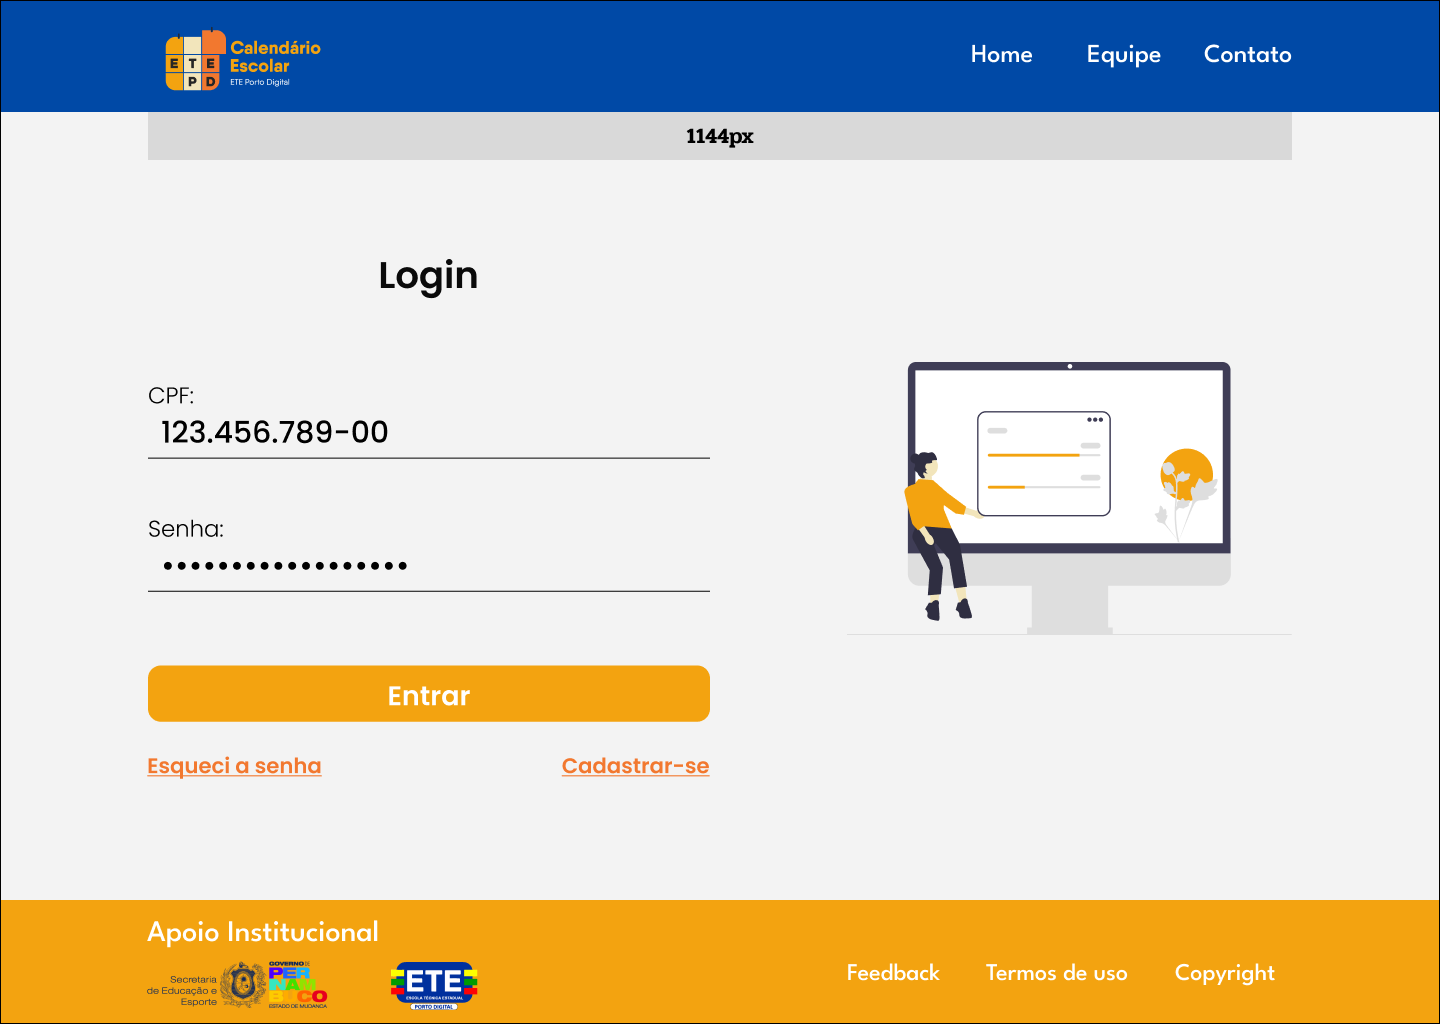 Calendário
Escolar
ETE Porto Digital
E T E
P D
Home Equipe Contato
1144px
Login
CPF:
123.456.789-00
Senha:
••••••••••••••••••
Entrar
Esqueci a senha Cadastrar-se
Apoio Institucional
Secretaria
de Educação e
Esporte
GOVERNO DE
PER
NAM
BUCO
ESTADO DE MUDANÇA
ETE
ESCOLA TÉCNICA ESTADUAL
PORTO DIGITAL
Feedback Termos de uso Copyright